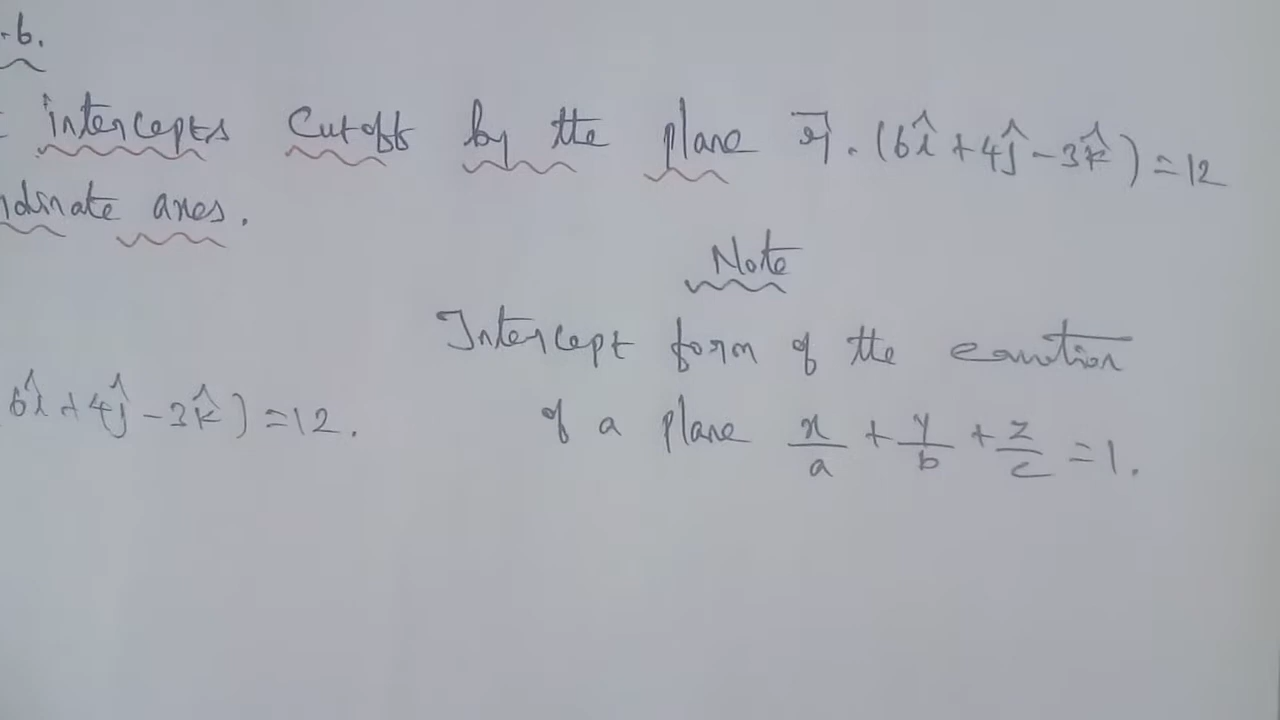 -6.
intercepts cutoff by the plane r⃗.(6î+4ĵ-3k̂)=12
rdinate axes.
Note
Intercept form of the equation
6î+4ĵ-3k̂)=12.
of a plane x/a + y/b + z/c = 1.